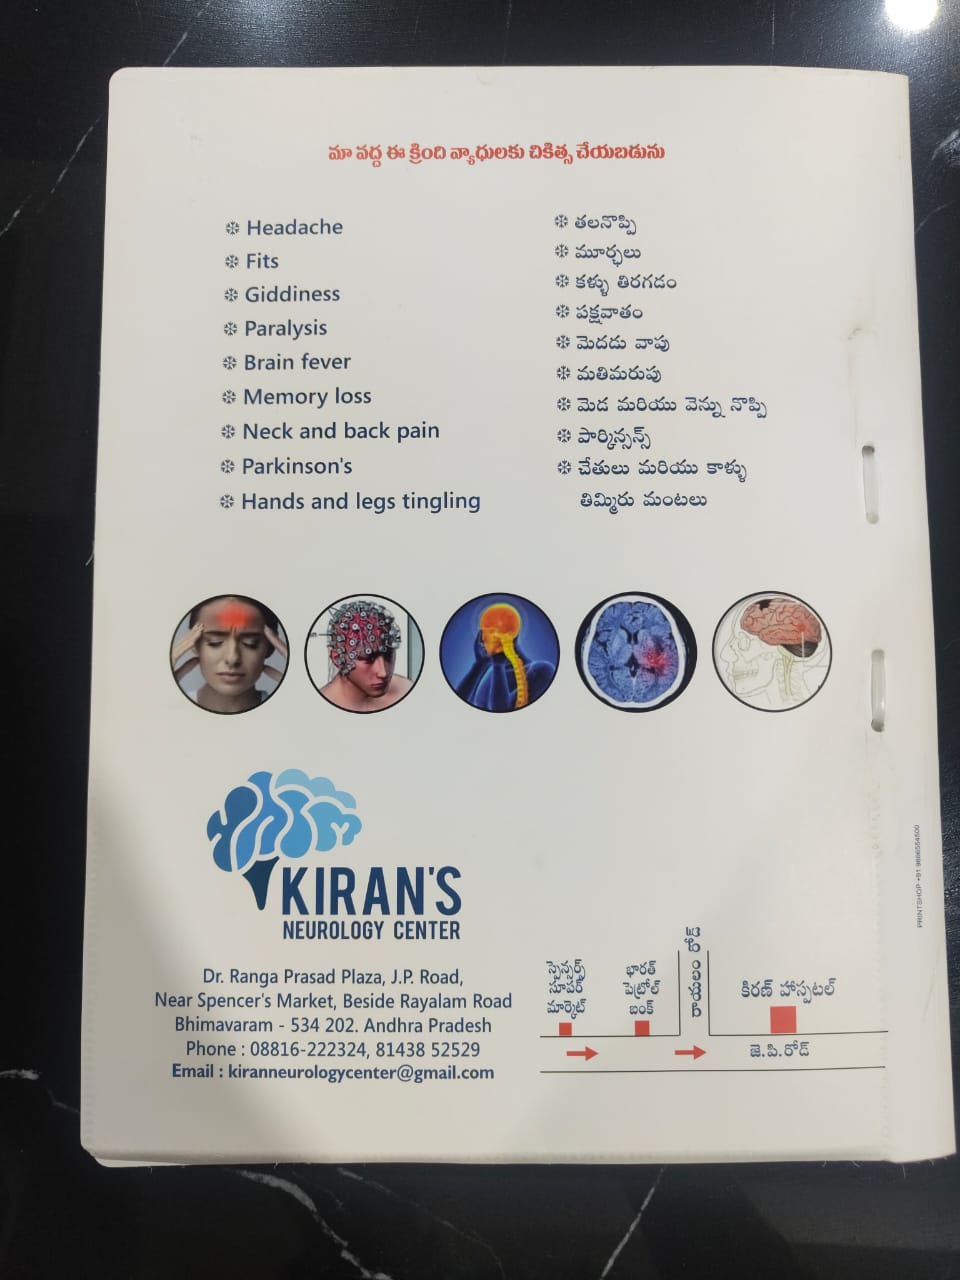 మా వద్ద ఈ క్రింది వ్యాధులకు చికిత్స చేయబడును
❄ Headache
❄ Fits
❄ Giddiness
❄ Paralysis
❄ Brain fever
❄ Memory loss
❄ Neck and back pain
❄ Parkinson's
❄ Hands and legs tingling
❄ తలనొప్పి
❄ మూర్ఛలు
❄ కళ్ళు తిరగడం
❄ పక్షవాతం
❄ మెదడు వాపు
❄ మతిమరుపు
❄ మెడ మరియు వెన్ను నొప్పి
❄ పార్కిన్సన్స్
❄ చేతులు మరియు కాళ్ళు
తిమ్మిరు మంటలు
KIRAN'S
NEUROLOGY CENTER
Dr. Ranga Prasad Plaza, J.P. Road,
Near Spencer's Market, Beside Rayalam Road
Bhimavaram - 534 202. Andhra Pradesh
Phone : 08816-222324, 81438 52529
Email : kiranneurologycenter@gmail.com
స్పెన్సర్స్
సూపర్
మార్కెట్
భారత్
పెట్రోల్
బంక్
రాయలం రోడ్
కిరణ్ హాస్పటల్
జె.పి.రోడ్
PRINTSHOP +91 9666554500